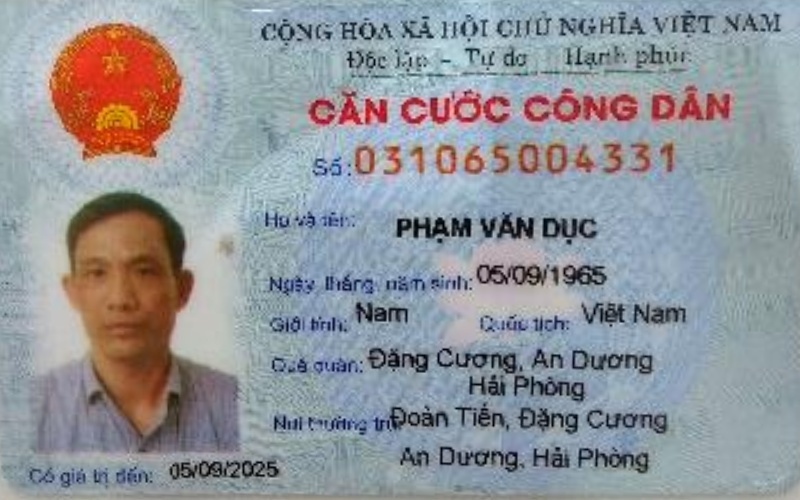 CỘNG HÒA XÃ HỘI CHỦ NGHĨA VIỆT NAM
Độc lập - Tự do - Hạnh phúc
CĂN CƯỚC CÔNG DÂN
Số: 031065004331
Họ và tên: PHẠM VĂN DỤC
Ngày, tháng, năm sinh: 05/09/1965
Giới tính: Nam Quốc tịch: Việt Nam
Quê quán: Đặng Cương, An Dương
Hải Phòng
Nơi thường trú: Đoàn Tiến, Đặng Cương
An Dương, Hải Phòng
Có giá trị đến: 05/09/2025